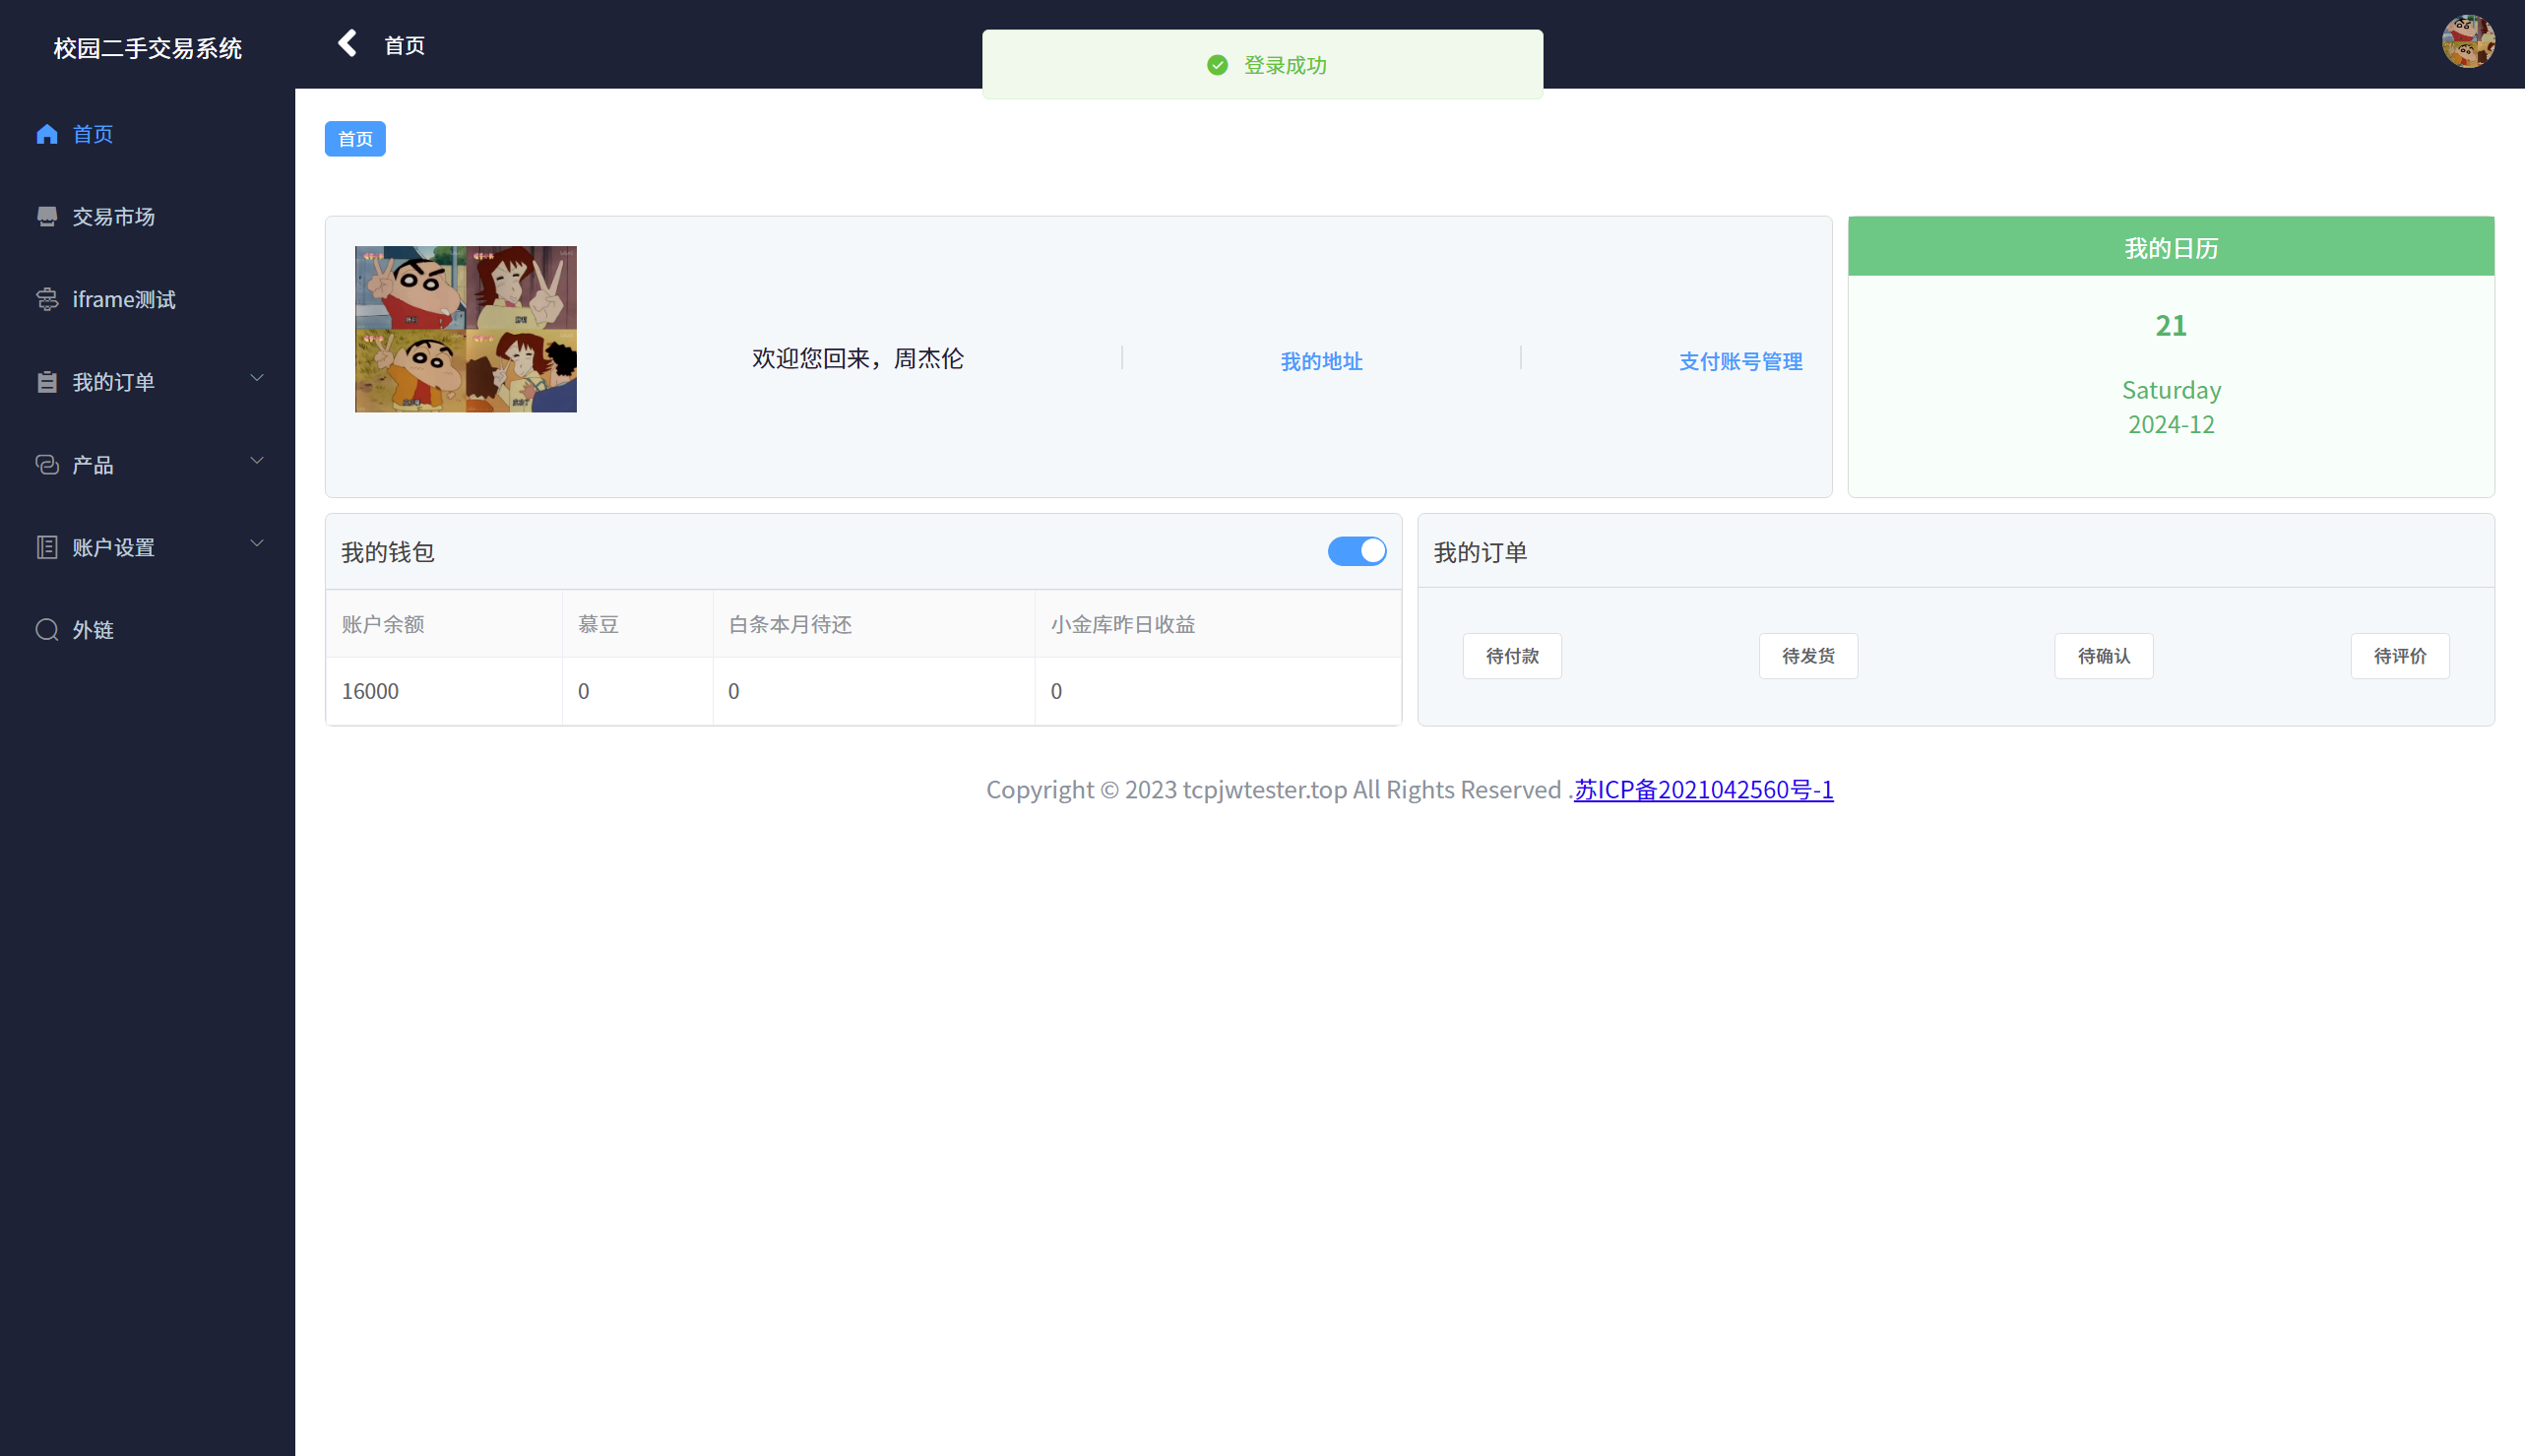 校园二手交易系统
首页
登录成功
首页
交易市场
iframe测试
我的订单
产品
账户设置
外链
首页
欢迎您回来，周杰伦
我的地址
支付账号管理
我的日历
21
Saturday
2024-12
我的钱包
账户余额 慕豆 白条本月待还 小金库昨日收益
16000 0 0 0
我的订单
待付款 待发货 待确认 待评价
Copyright © 2023 tcpjwtester.top All Rights Reserved .苏ICP备2021042560号-1